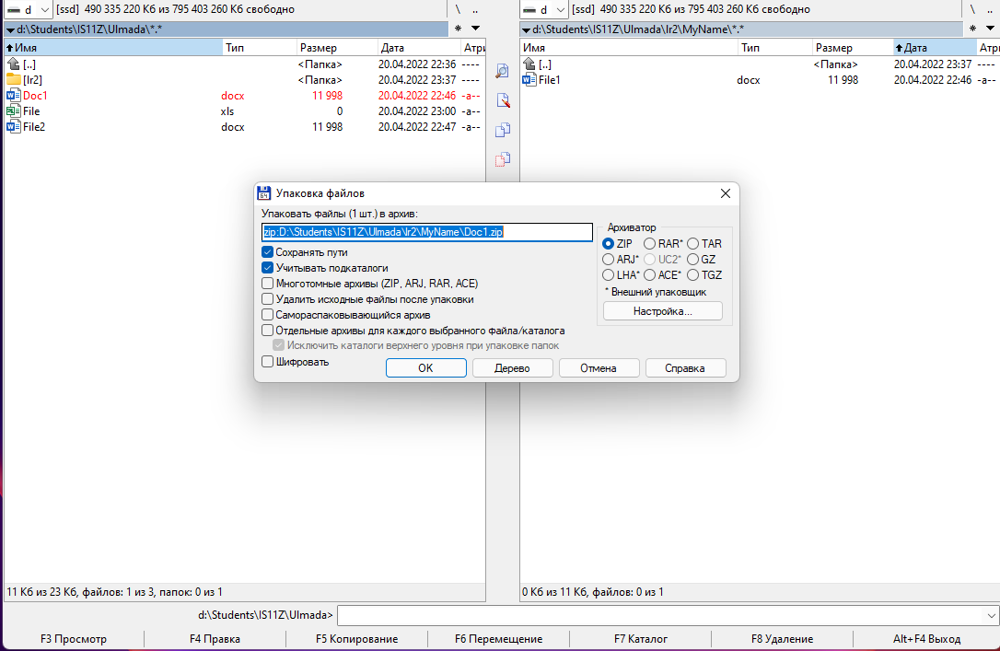 d [ssd] 490 335 220 Кб из 795 403 260 Кб свободно \ ..
d:\Students\IS11Z\Ulmada\*.* * 
Имя Тип Размер Дата Атри
[..] <Папка> 20.04.2022 22:36 ----
[lr2] <Папка> 20.04.2022 23:37 ----
Doc1 docx 11 998 20.04.2022 22:46 -a--
File xls 0 20.04.2022 23:00 -a--
File2 docx 11 998 20.04.2022 22:47 -a--
11 Кб из 23 Кб, файлов: 1 из 3, папок: 0 из 1
d [ssd] 490 335 220 Кб из 795 403 260 Кб свободно \ ..
d:\Students\IS11Z\Ulmada\lr2\MyName\*.* *
Имя Тип Размер Дата Атри
[..] <Папка> 20.04.2022 23:37 ----
File1 docx 11 998 20.04.2022 22:46 -a--
0 Кб из 11 Кб, файлов: 0 из 1
64 Упаковка файлов
Упаковать файлы (1 шт.) в архив:
zip:D:\Students\IS11Z\Ulmada\lr2\MyName\Doc1.zip
Сохранять пути
Учитывать подкаталоги
Многотомные архивы (ZIP, ARJ, RAR, ACE)
Удалить исходные файлы после упаковки
Самораспаковывающийся архив
Отдельные архивы для каждого выбранного файла/каталога
Исключить каталоги верхнего уровня при упаковке папок
Шифровать
Архиватор
ZIP RAR* TAR
ARJ* UC2* GZ
LHA* ACE* TGZ
* Внешний упаковщик
Настройка...
OK Дерево Отмена Справка
d:\Students\IS11Z\Ulmada>
F3 Просмотр F4 Правка F5 Копирование F6 Перемещение F7 Каталог F8 Удаление Alt+F4 Выход